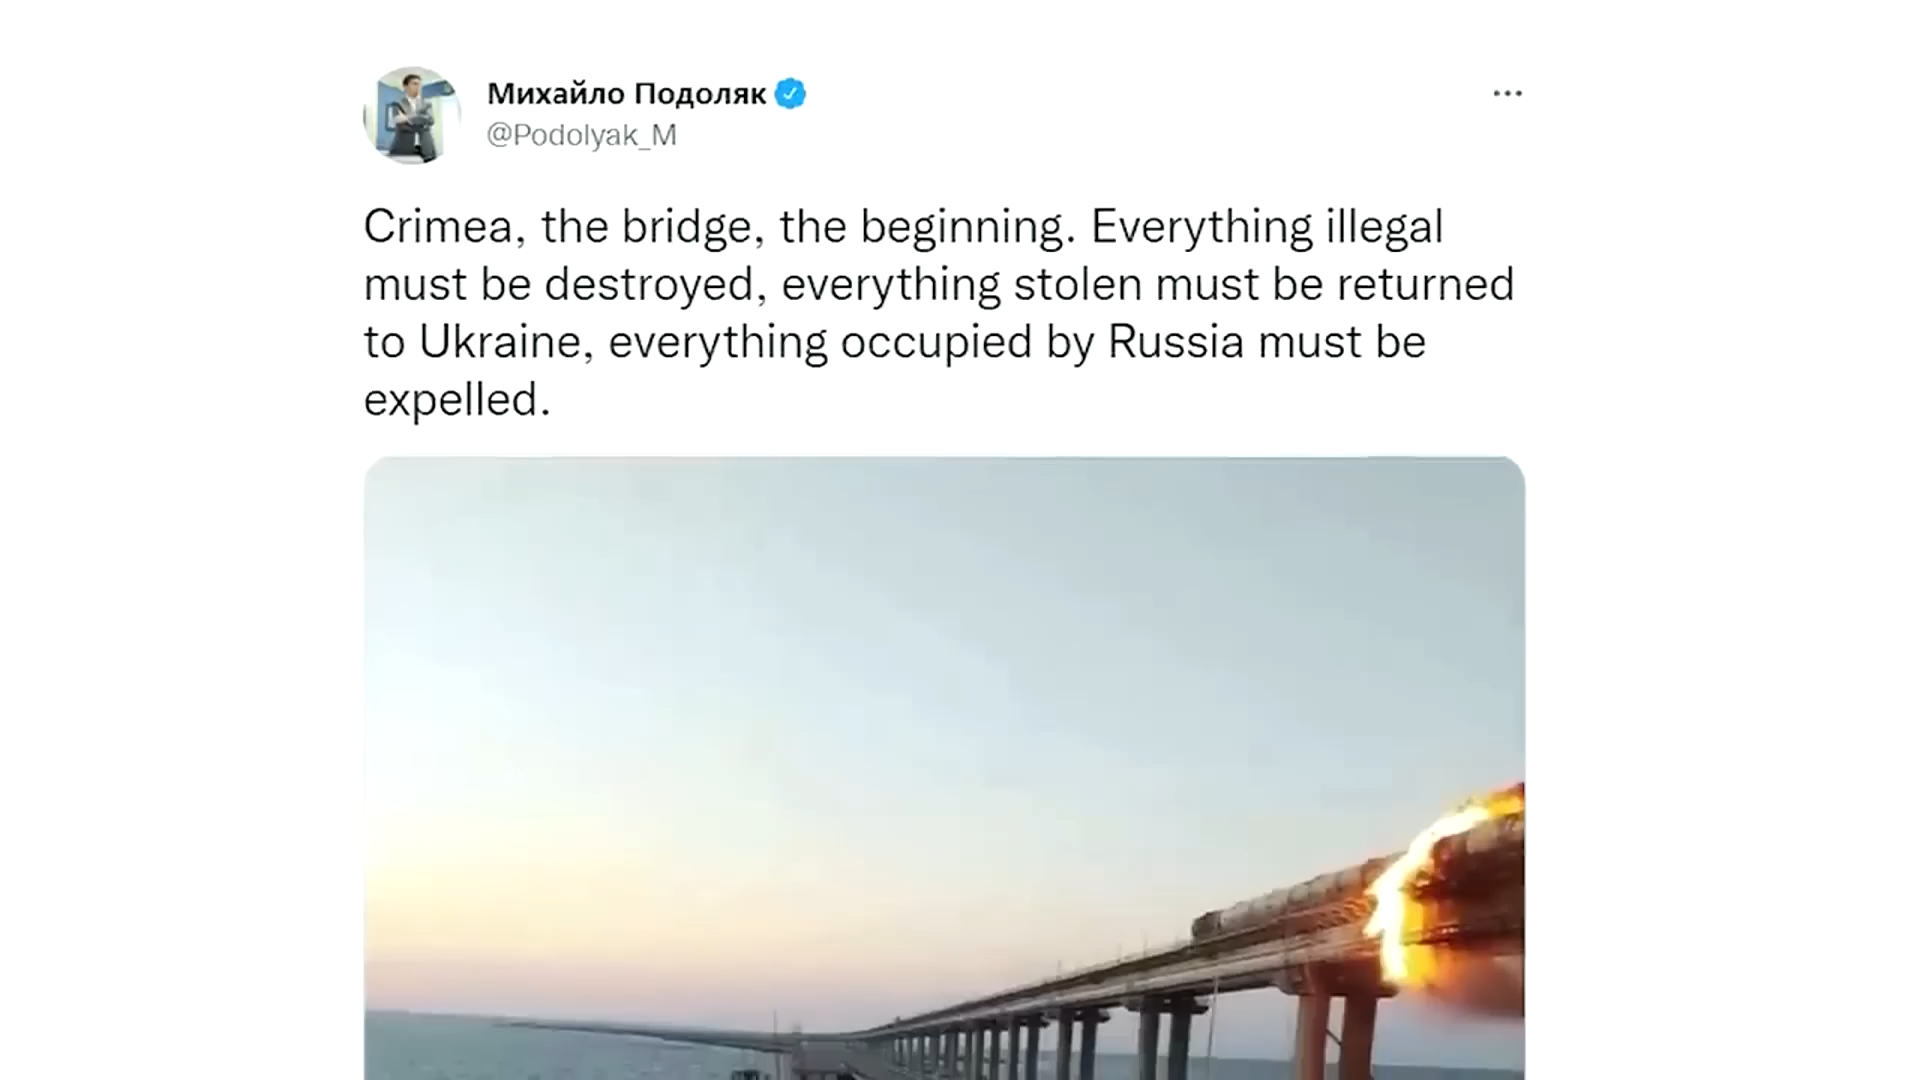 Михайло Подоляк
@Podolyak_M
Crimea, the bridge, the beginning. Everything illegal
must be destroyed, everything stolen must be returned
to Ukraine, everything occupied by Russia must be
expelled.